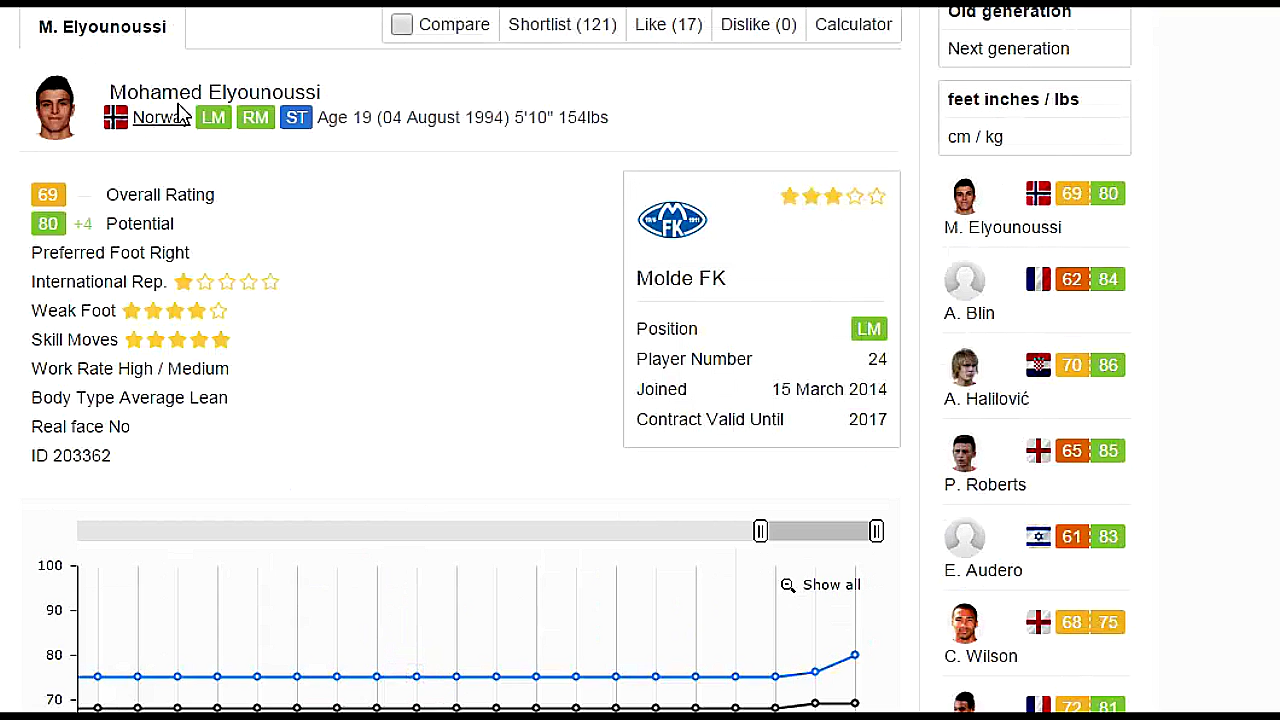 M. Elyounoussi
Compare
Shortlist (121)
Like (17)
Dislike (0)
Calculator
Mohamed Elyounoussi
Norway LM RM ST Age 19 (04 August 1994) 5'10" 154lbs
69 Overall Rating
80 +4 Potential
Preferred Foot Right
International Rep.
Weak Foot
Skill Moves
Work Rate High / Medium
Body Type Average Lean
Real face No
ID 203362
Molde FK
Position LM
Player Number 24
Joined 15 March 2014
Contract Valid Until 2017
Show all
100
90
80
70
Old generation
Next generation
feet inches / lbs
cm / kg
69 80
M. Elyounoussi
62 84
A. Blin
70 86
A. Halilović
65 85
P. Roberts
61 83
E. Audero
68 75
C. Wilson
72 81